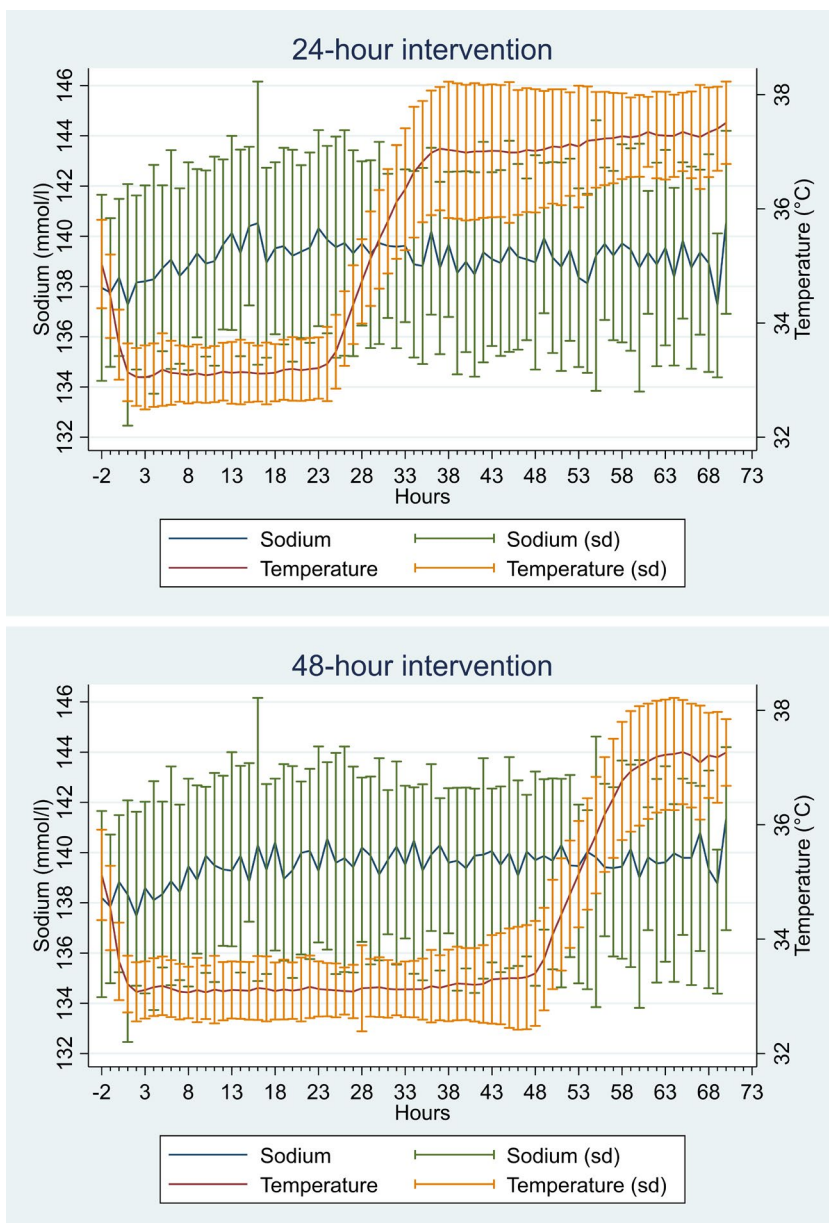 24-hour intervention
146
144
142
140
138
136
134
132
Sodium (mmol/l)
38
36
34
32
Temperature (°C)
-2 3 8 13 18 23 28 33 38 43 48 53 58 63 68 73
Hours
Sodium Sodium (sd)
Temperature Temperature (sd)
48-hour intervention
146
144
142
140
138
136
134
132
Sodium (mmol/l)
38
36
34
32
Temperature (°C)
-2 3 8 13 18 23 28 33 38 43 48 53 58 63 68 73
Hours
Sodium Sodium (sd)
Temperature Temperature (sd)